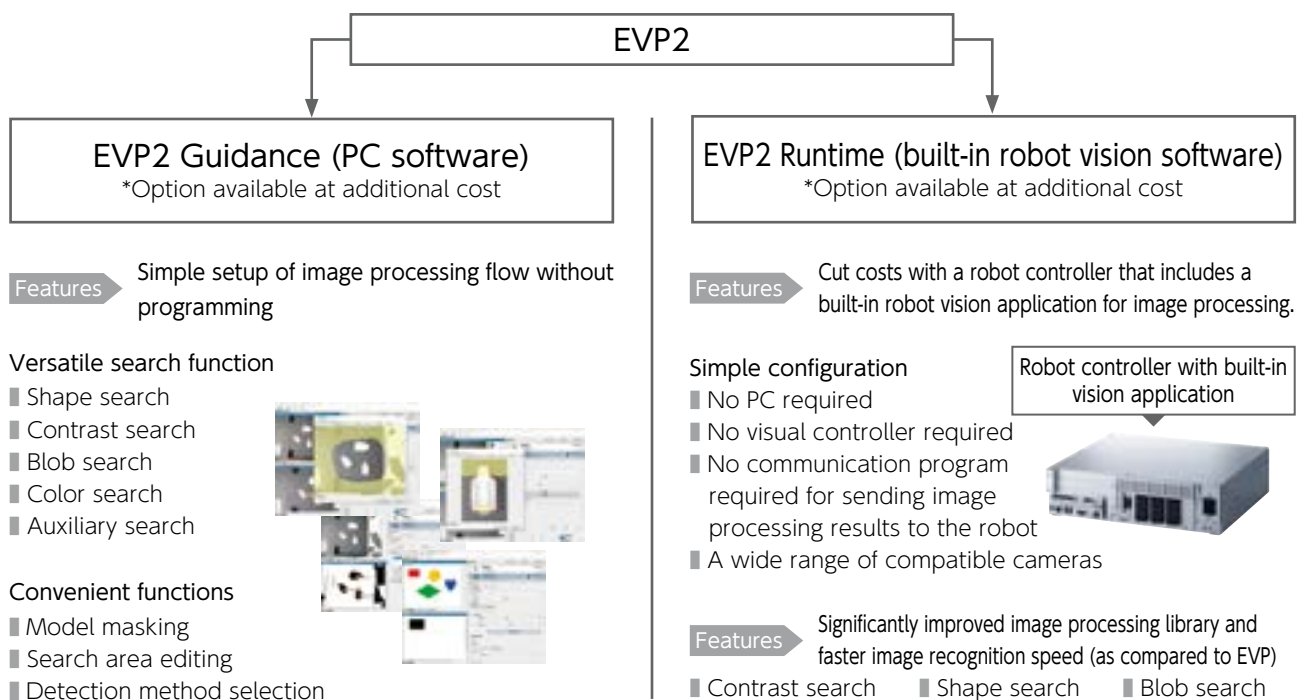 EVP2
EVP2 Guidance (PC software)
*Option available at additional cost
Features
Simple setup of image processing flow without
programming
Versatile search function
Shape search
Contrast search
Blob search
Color search
Auxiliary search
Convenient functions
Model masking
Search area editing
Detection method selection
EVP2 Runtime (built-in robot vision software)
*Option available at additional cost
Features
Cut costs with a robot controller that includes a
built-in robot vision application for image processing.
Simple configuration
No PC required
No visual controller required
No communication program
required for sending image
processing results to the robot
A wide range of compatible cameras
Robot controller with built-in
vision application
Features
Significantly improved image processing library and
faster image recognition speed (as compared to EVP)
Contrast search Shape search Blob search